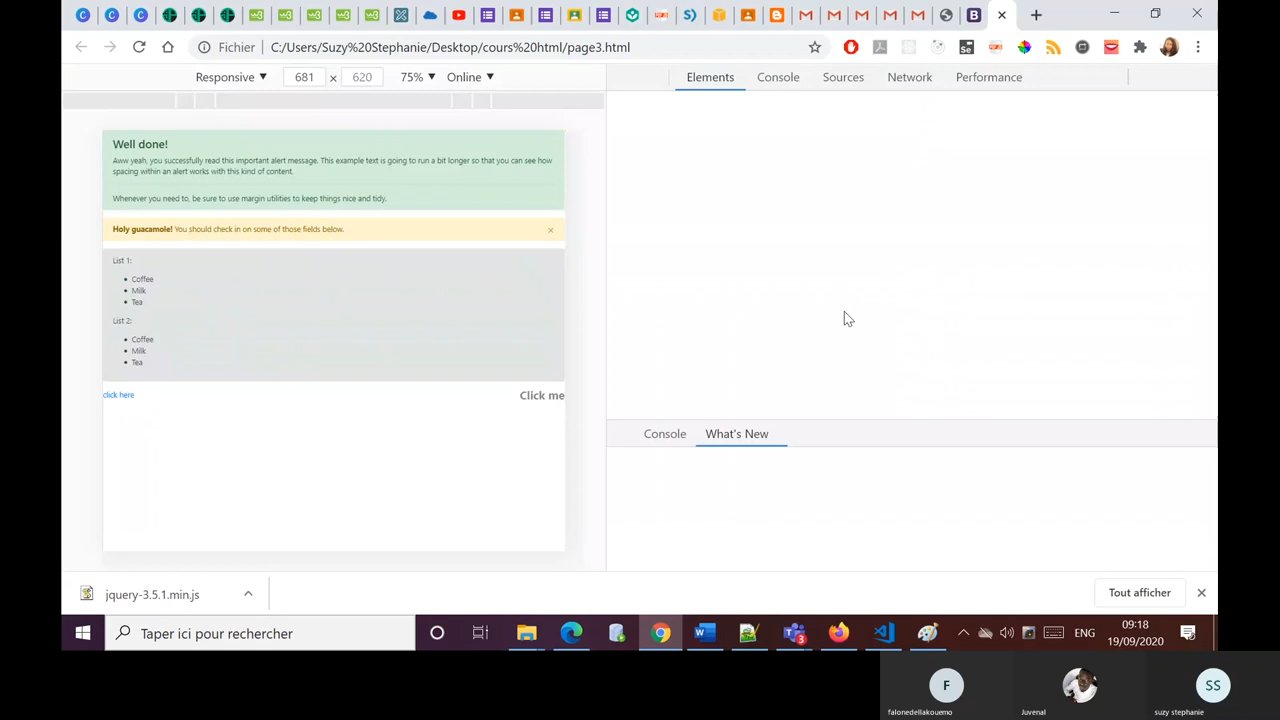 Fichier C:/Users/Suzy%20Stephanie/Desktop/cours%20html/page3.html
Responsive 681 × 620 75% Online
Elements Console Sources Network Performance
Well done!
Aww yeah, you successfully read this important alert message. This example text is going to run a bit longer so that you can see how
spacing within an alert works with this kind of content.
Whenever you need to, be sure to use margin utilities to keep things nice and tidy.
Holy guacamole! You should check in on some of those fields below. ×
List 1:
Coffee
Milk
Tea
List 2:
Coffee
Milk
Tea
click here Click me
Console What's New
jquery-3.5.1.min.js
Tout afficher
Taper ici pour rechercher
3
ENG
09:18
19/09/2020
F
SS
falonedellakouemo
Juvenal
suzy stephanie